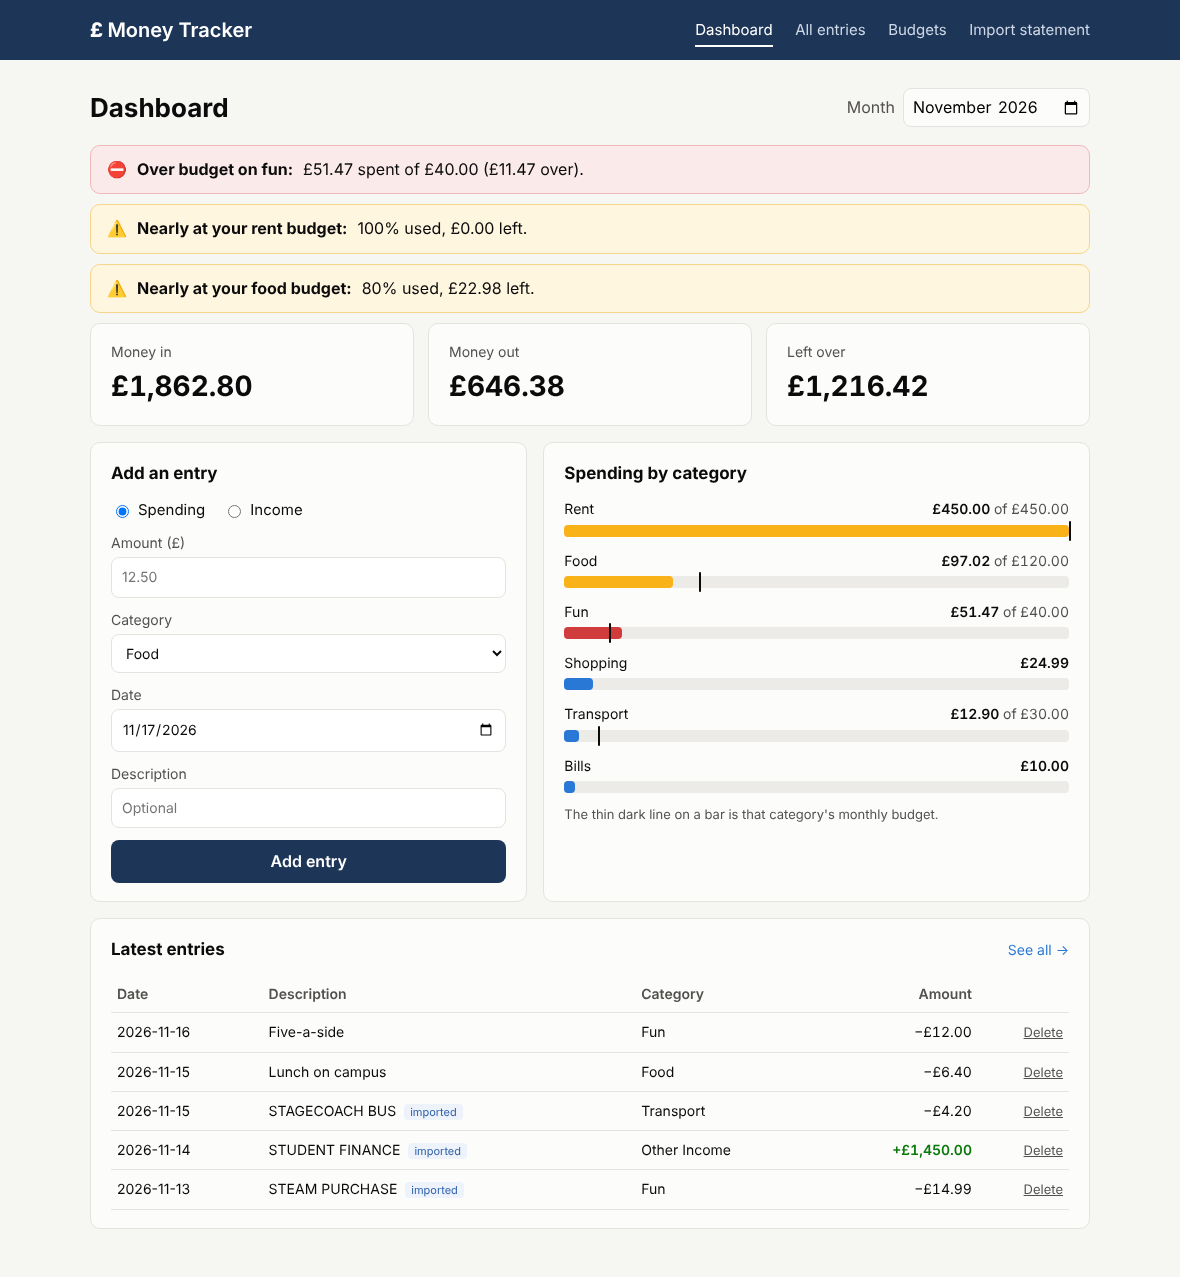 £ Money Tracker
Dashboard All entries Budgets Import statement
Dashboard
Month November 2026
Over budget on fun: £51.47 spent of £40.00 (£11.47 over).
Nearly at your rent budget: 100% used, £0.00 left.
Nearly at your food budget: 80% used, £22.98 left.
Money in
£1,862.80
Money out
£646.38
Left over
£1,216.42
Add an entry
Spending Income
Amount (£)
12.50
Category
Food
Date
11/17/2026
Description
Optional
Add entry
Spending by category
Rent £450.00 of £450.00
Food £97.02 of £120.00
Fun £51.47 of £40.00
Shopping £24.99
Transport £12.90 of £30.00
Bills £10.00
The thin dark line on a bar is that category's monthly budget.
Latest entries See all →
Date Description Category Amount
2026-11-16 Five-a-side Fun −£12.00 Delete
2026-11-15 Lunch on campus Food −£6.40 Delete
2026-11-15 STAGECOACH BUS imported Transport −£4.20 Delete
2026-11-14 STUDENT FINANCE imported Other Income +£1,450.00 Delete
2026-11-13 STEAM PURCHASE imported Fun −£14.99 Delete